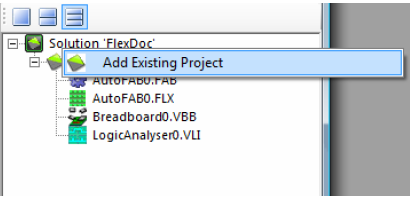 Solution 'FlexDoc'
Add Existing Project
AutoFAB0.FAB
AutoFAB0.FLX
Breadboard0.VBB
LogicAnalyser0.VLI